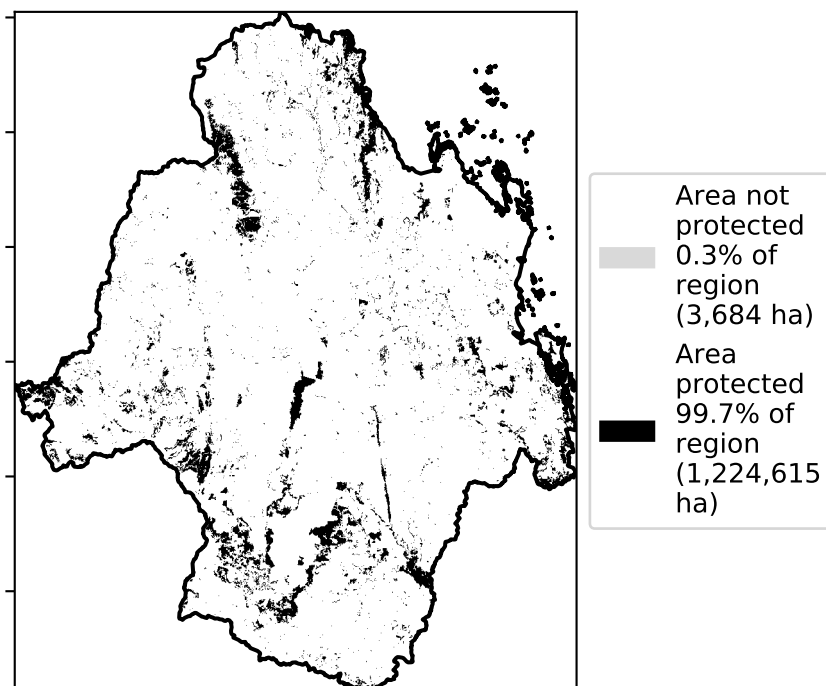 Area not
protected
0.3% of
region
(3,684 ha)
Area
protected
99.7% of
region
(1,224,615
ha)